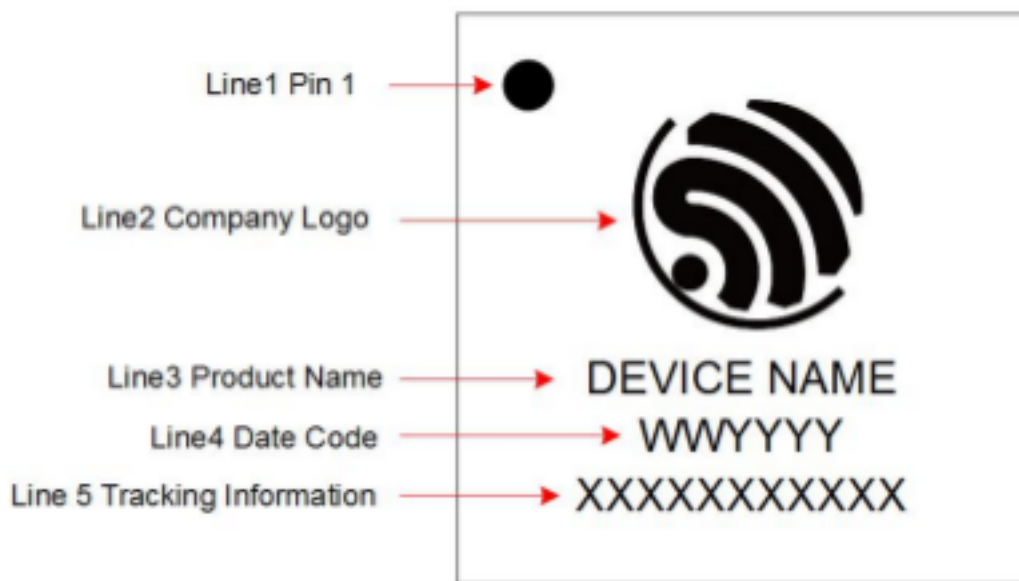 Line1 Pin 1
Line2 Company Logo
Line3 Product Name DEVICE NAME
Line4 Date Code WWYYYY
Line 5 Tracking Information XXXXXXXXXXX